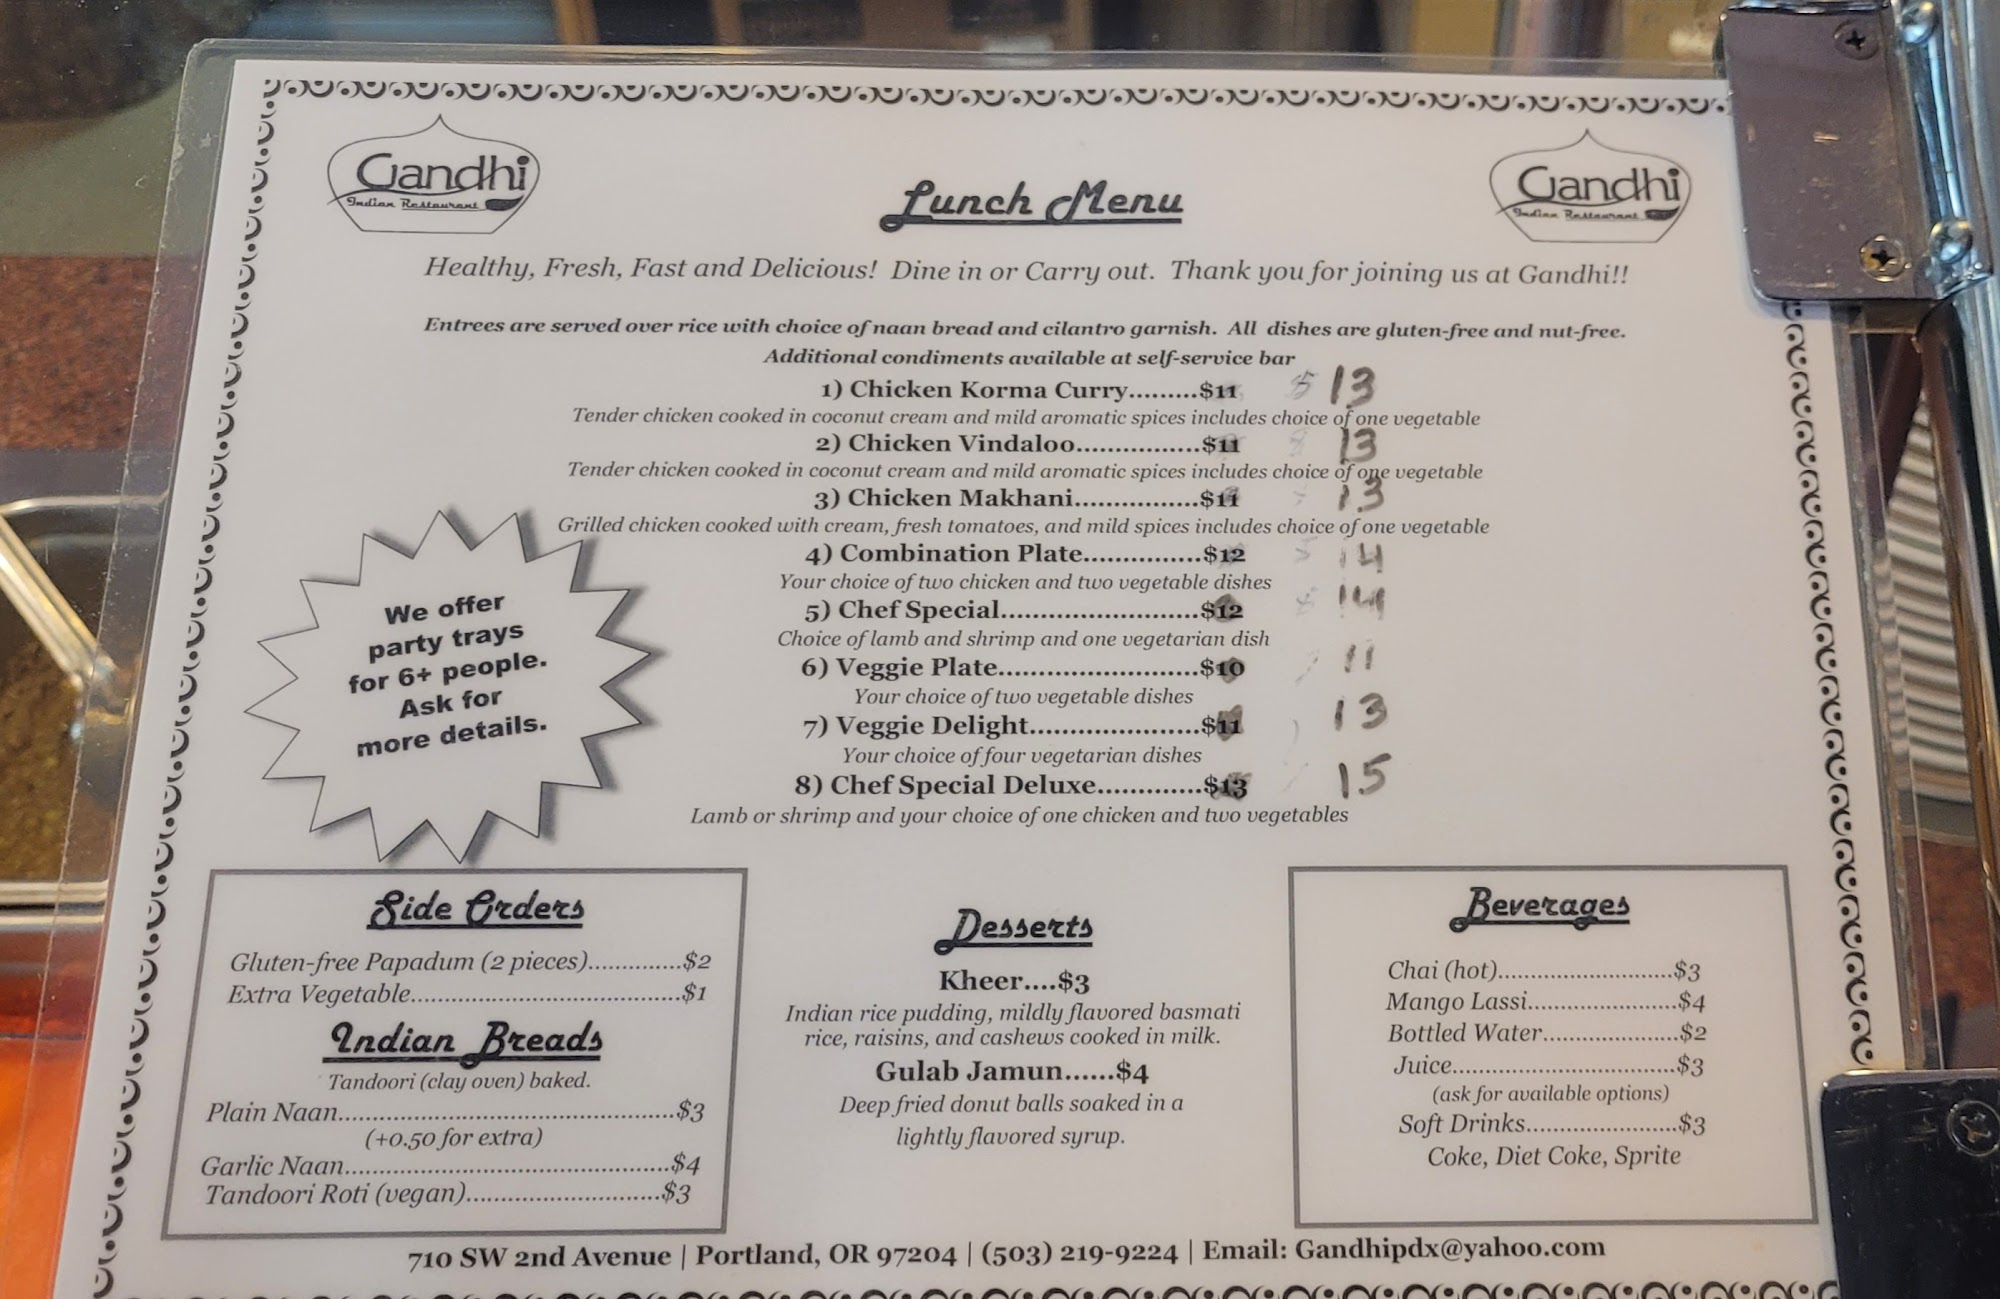 Gandhi
Indian Restaurant
Lunch Menu
Gandhi
Indian Restaurant
Healthy, Fresh, Fast and Delicious! Dine in or Carry out. Thank you for joining us at Gandhi!!
Entrees are served over rice with choice of naan bread and cilantro garnish. All dishes are gluten-free and nut-free.
Additional condiments available at self-service bar
1) Chicken Korma Curry.........$11 $ 13
Tender chicken cooked in coconut cream and mild aromatic spices includes choice of one vegetable
2) Chicken Vindaloo................$11 13
Tender chicken cooked in coconut cream and mild aromatic spices includes choice of one vegetable
3) Chicken Makhani................$11 13
Grilled chicken cooked with cream, fresh tomatoes, and mild spices includes choice of one vegetable
4) Combination Plate...............$12 14
Your choice of two chicken and two vegetable dishes
5) Chef Special.........................$12 14
Choice of lamb and shrimp and one vegetarian dish
6) Veggie Plate.........................$10 11
Your choice of two vegetable dishes
7) Veggie Delight.....................$11 13
Your choice of four vegetarian dishes
8) Chef Special Deluxe.............$13 15
Lamb or shrimp and your choice of one chicken and two vegetables
We offer
party trays
for 6+ people.
Ask for
more details.
Side Orders
Gluten-free Papadum (2 pieces)..............$2
Extra Vegetable........................................$1
Indian Breads
Tandoori (clay oven) baked.
Plain Naan..................................................$3
(+0.50 for extra)
Garlic Naan................................................$4
Tandoori Roti (vegan).............................$3
Desserts
Kheer....$3
Indian rice pudding, mildly flavored basmati
rice, raisins, and cashews cooked in milk.
Gulab Jamun......$4
Deep fried donut balls soaked in a
lightly flavored syrup.
Beverages
Chai (hot)..........................$3
Mango Lassi......................$4
Bottled Water....................$2
Juice.................................$3
(ask for available options)
Soft Drinks.......................$3
Coke, Diet Coke, Sprite
710 SW 2nd Avenue | Portland, OR 97204 | (503) 219-9224 | Email: Gandhipdx@yahoo.com